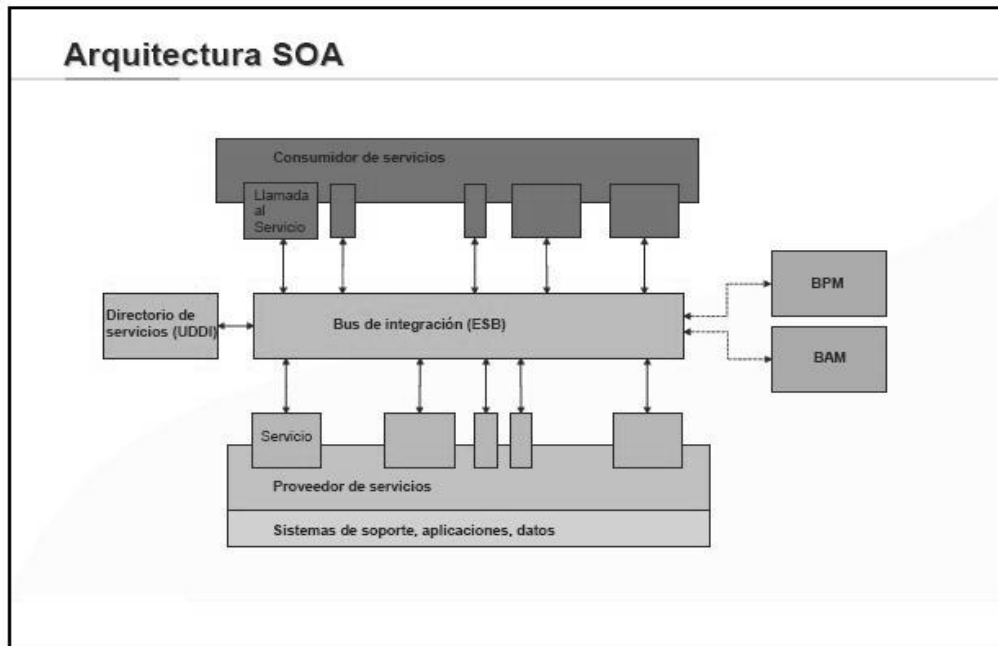 Arquitectura SOA
Consumidor de servicios
Llamada
al
Servicio
Directorio de
servicios (UDDI)
Bus de integración (ESB)
BPM
BAM
Servicio
Proveedor de servicios
Sistemas de soporte, aplicaciones, datos